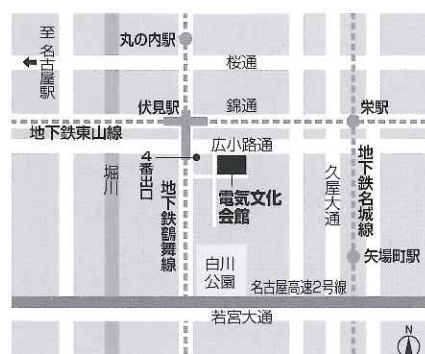 至名古屋駅
丸の内駅
桜通
伏見駅
錦通
栄駅
地下鉄東山線
広小路通
4番出口
堀川
地下鉄鶴舞線
電気文化
会館
久屋大通
地下鉄名城線
白川
公園
矢場町駅
名古屋高速2号線
若宮大通
N